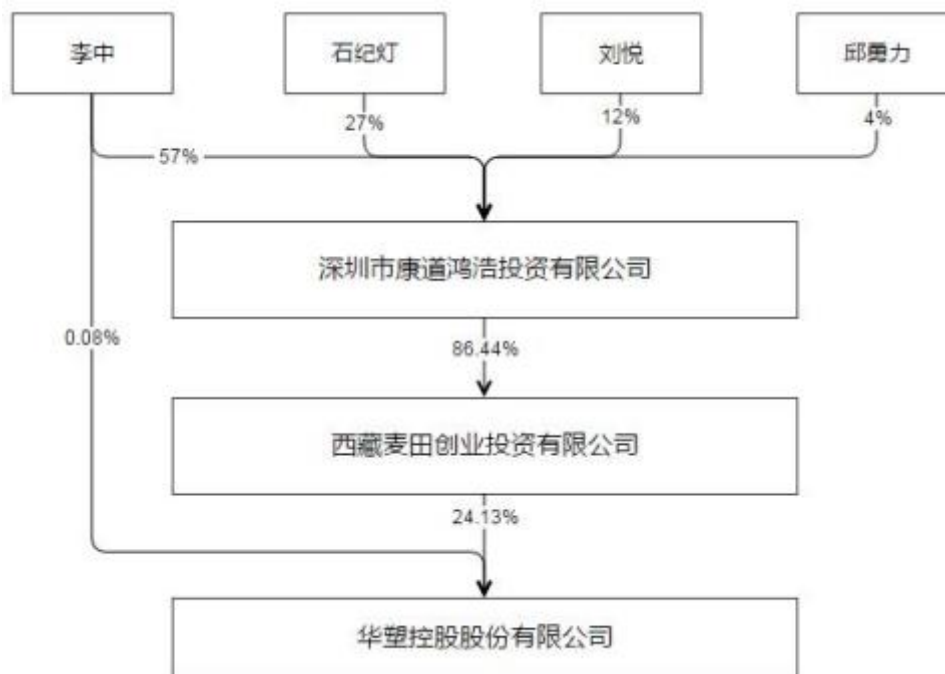 李中
石纪灯
刘悦
邱勇力
27%
12%
4%
57%
深圳市康道鸿浩投资有限公司
0.08%
86.44%
西藏麦田创业投资有限公司
24.13%
华塑控股股份有限公司